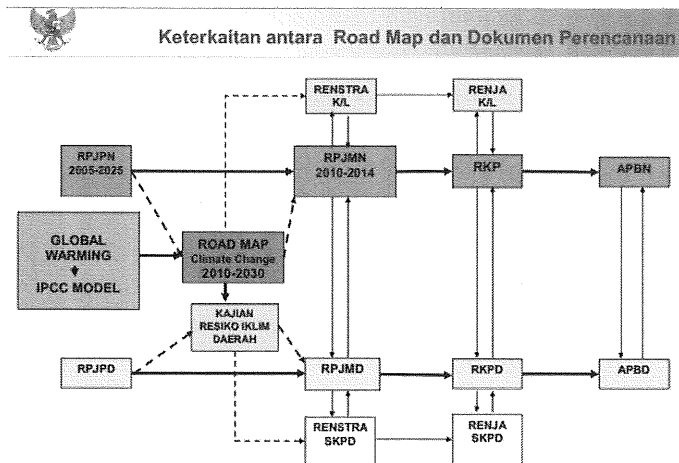 Keterkaitan antara Road Map dan Dokumen Perencanaan
RENSTRA
K/L
RENJA
K/L
RPJPN
2005-2025
RPJMN
2010-2014
RKP
APBN
GLOBAL
WARMING
IPCC MODEL
ROAD MAP
Climate Change
2010-2030
KAJIAN
RESIKO IKLIM
DAERAH
RPJPD
RPJMD
RKPD
APBD
RENSTRA
SKPD
RENJA
SKPD